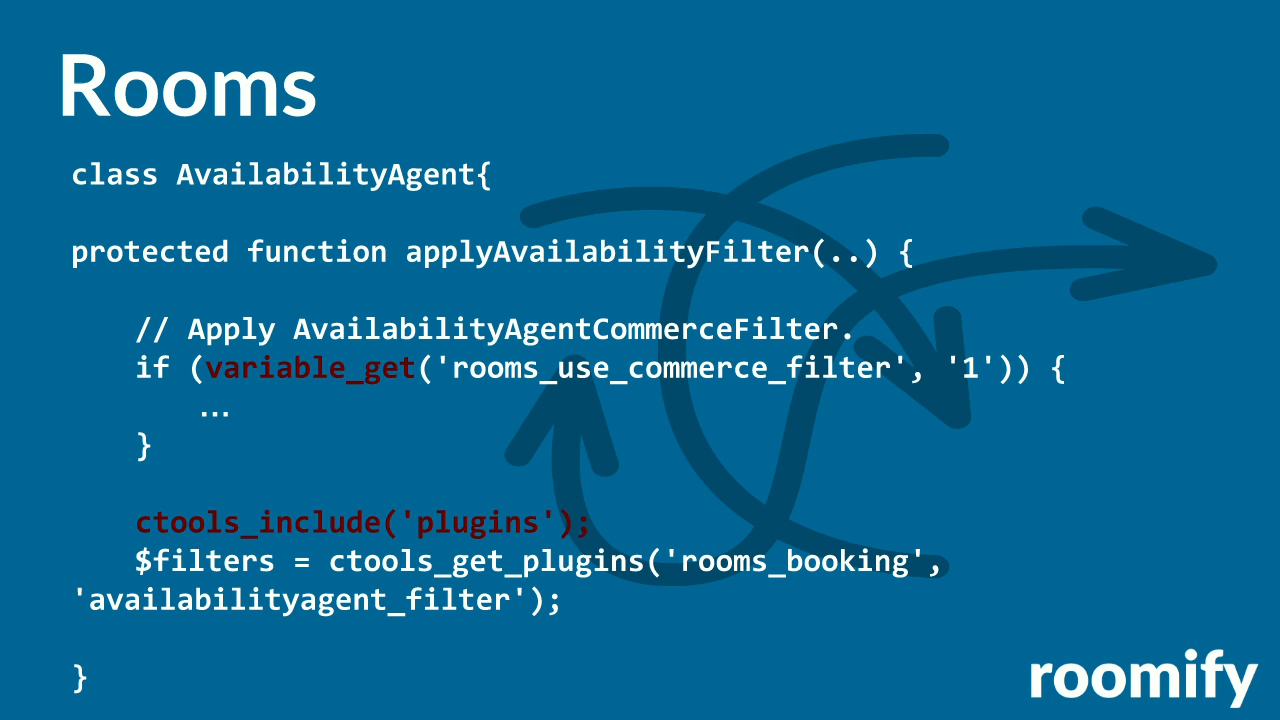 Rooms
class AvailabilityAgent{
protected function applyAvailabilityFilter(..) {
// Apply AvailabilityAgentCommerceFilter.
if (variable_get('rooms_use_commerce_filter', '1')) {
…
}
ctools_include('plugins');
$filters = ctools_get_plugins('rooms_booking',
'availabilityagent_filter');
}
roomify